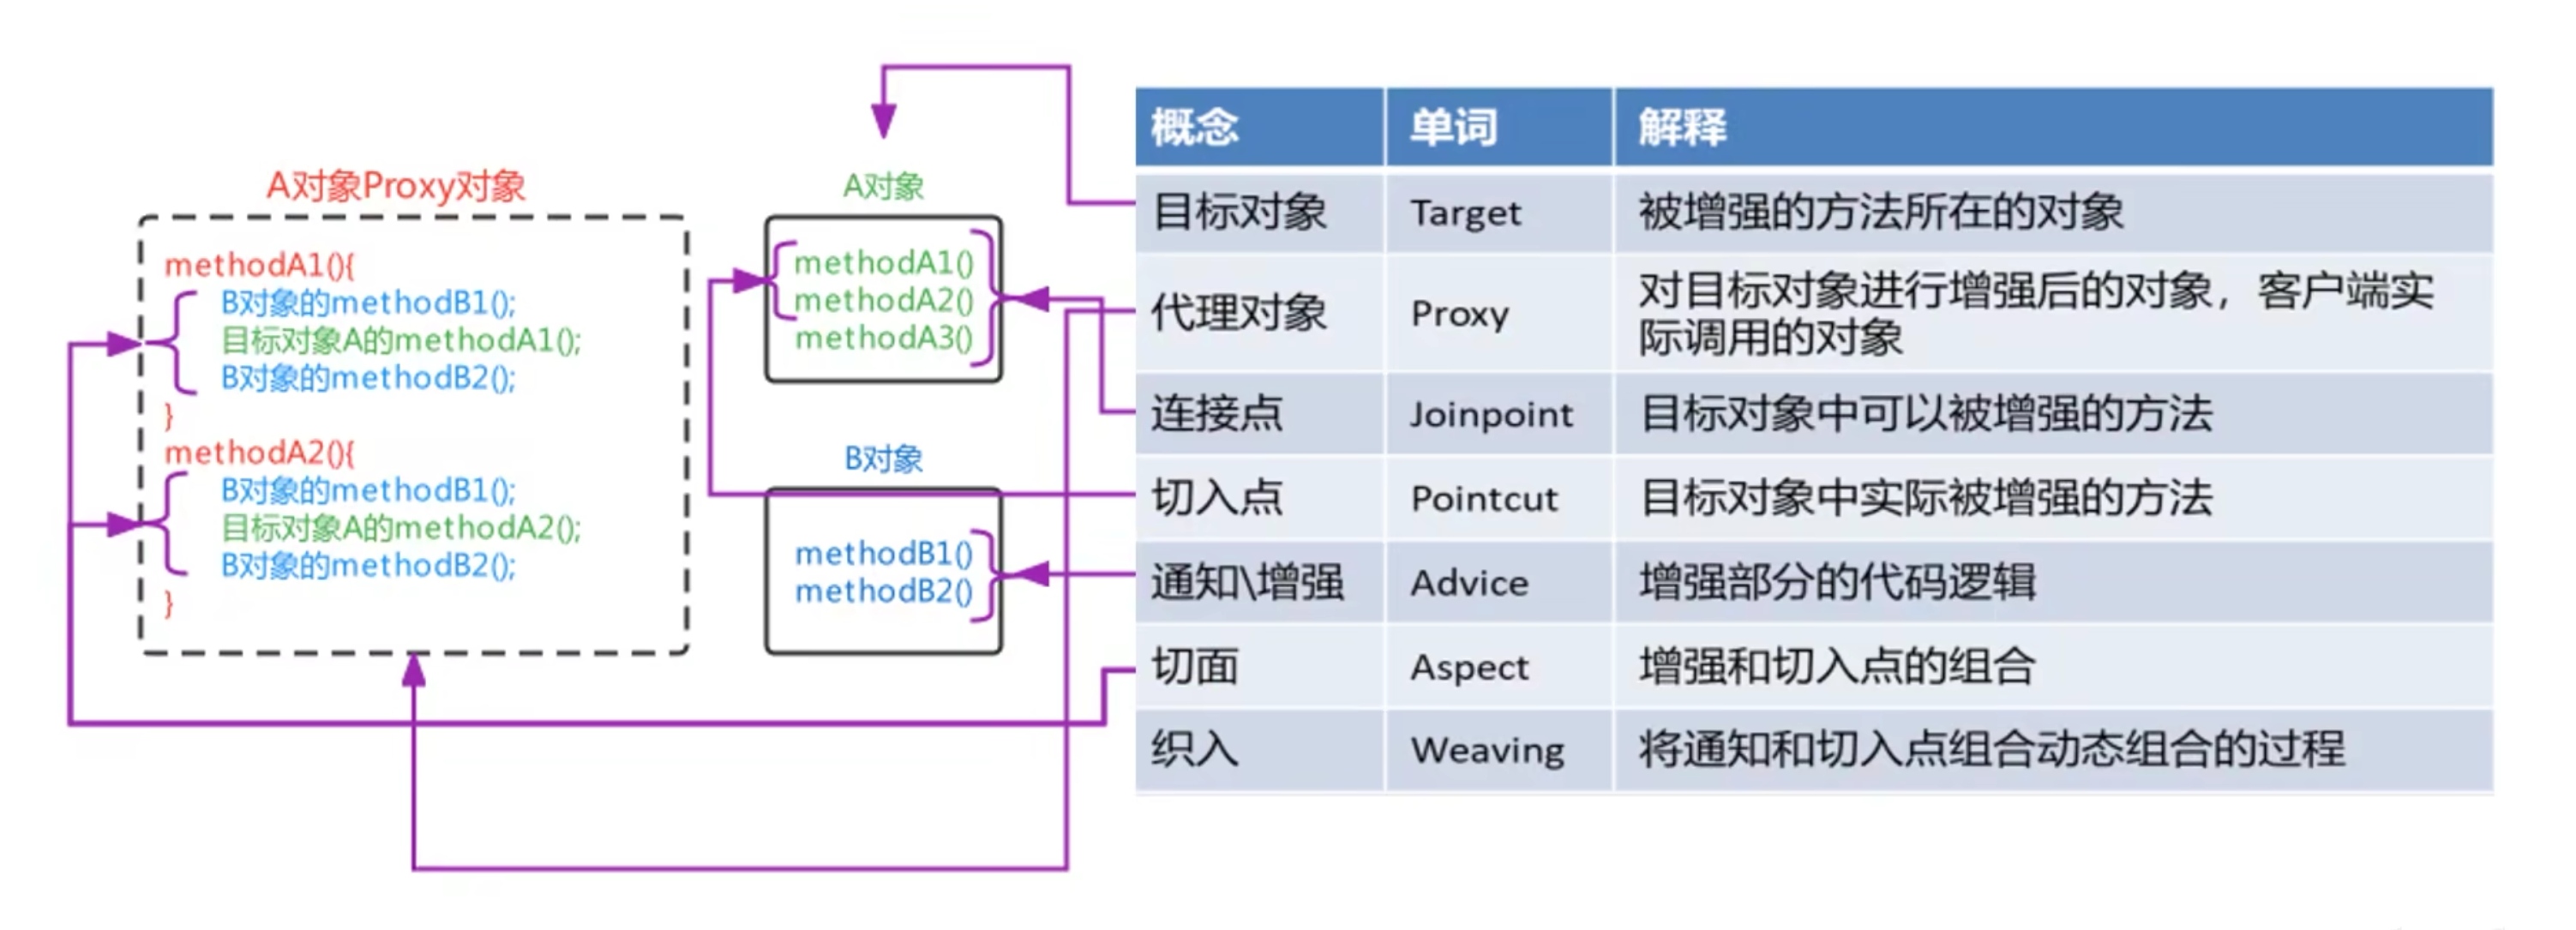 A对象Proxy对象
methodA1(){
B对象的methodB1();
目标对象A的methodA1();
B对象的methodB2();
}
methodA2(){
B对象的methodB1();
目标对象A的methodA2();
B对象的methodB2();
}
A对象
methodA1()
methodA2()
methodA3()
B对象
methodB1()
methodB2()
概念 单词 解释
目标对象 Target 被增强的方法所在的对象
代理对象 Proxy 对目标对象进行增强后的对象，客户端实
际调用的对象
连接点 Joinpoint 目标对象中可以被增强的方法
切入点 Pointcut 目标对象中实际被增强的方法
通知\增强 Advice 增强部分的代码逻辑
切面 Aspect 增强和切入点的组合
织入 Weaving 将通知和切入点组合动态组合的过程